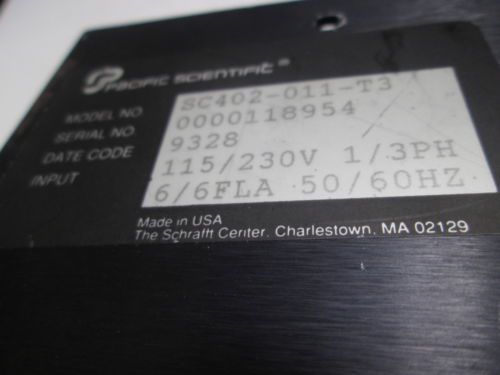 PACIFIC SCIENTIFIC®
MODEL NO. SC402-011-T3
SERIAL NO. 0000118954
DATE CODE 9328
INPUT 115/230V 1/3PH
6/6FLA 50/60HZ
Made in USA
The Schrafft Center, Charlestown, MA 02129